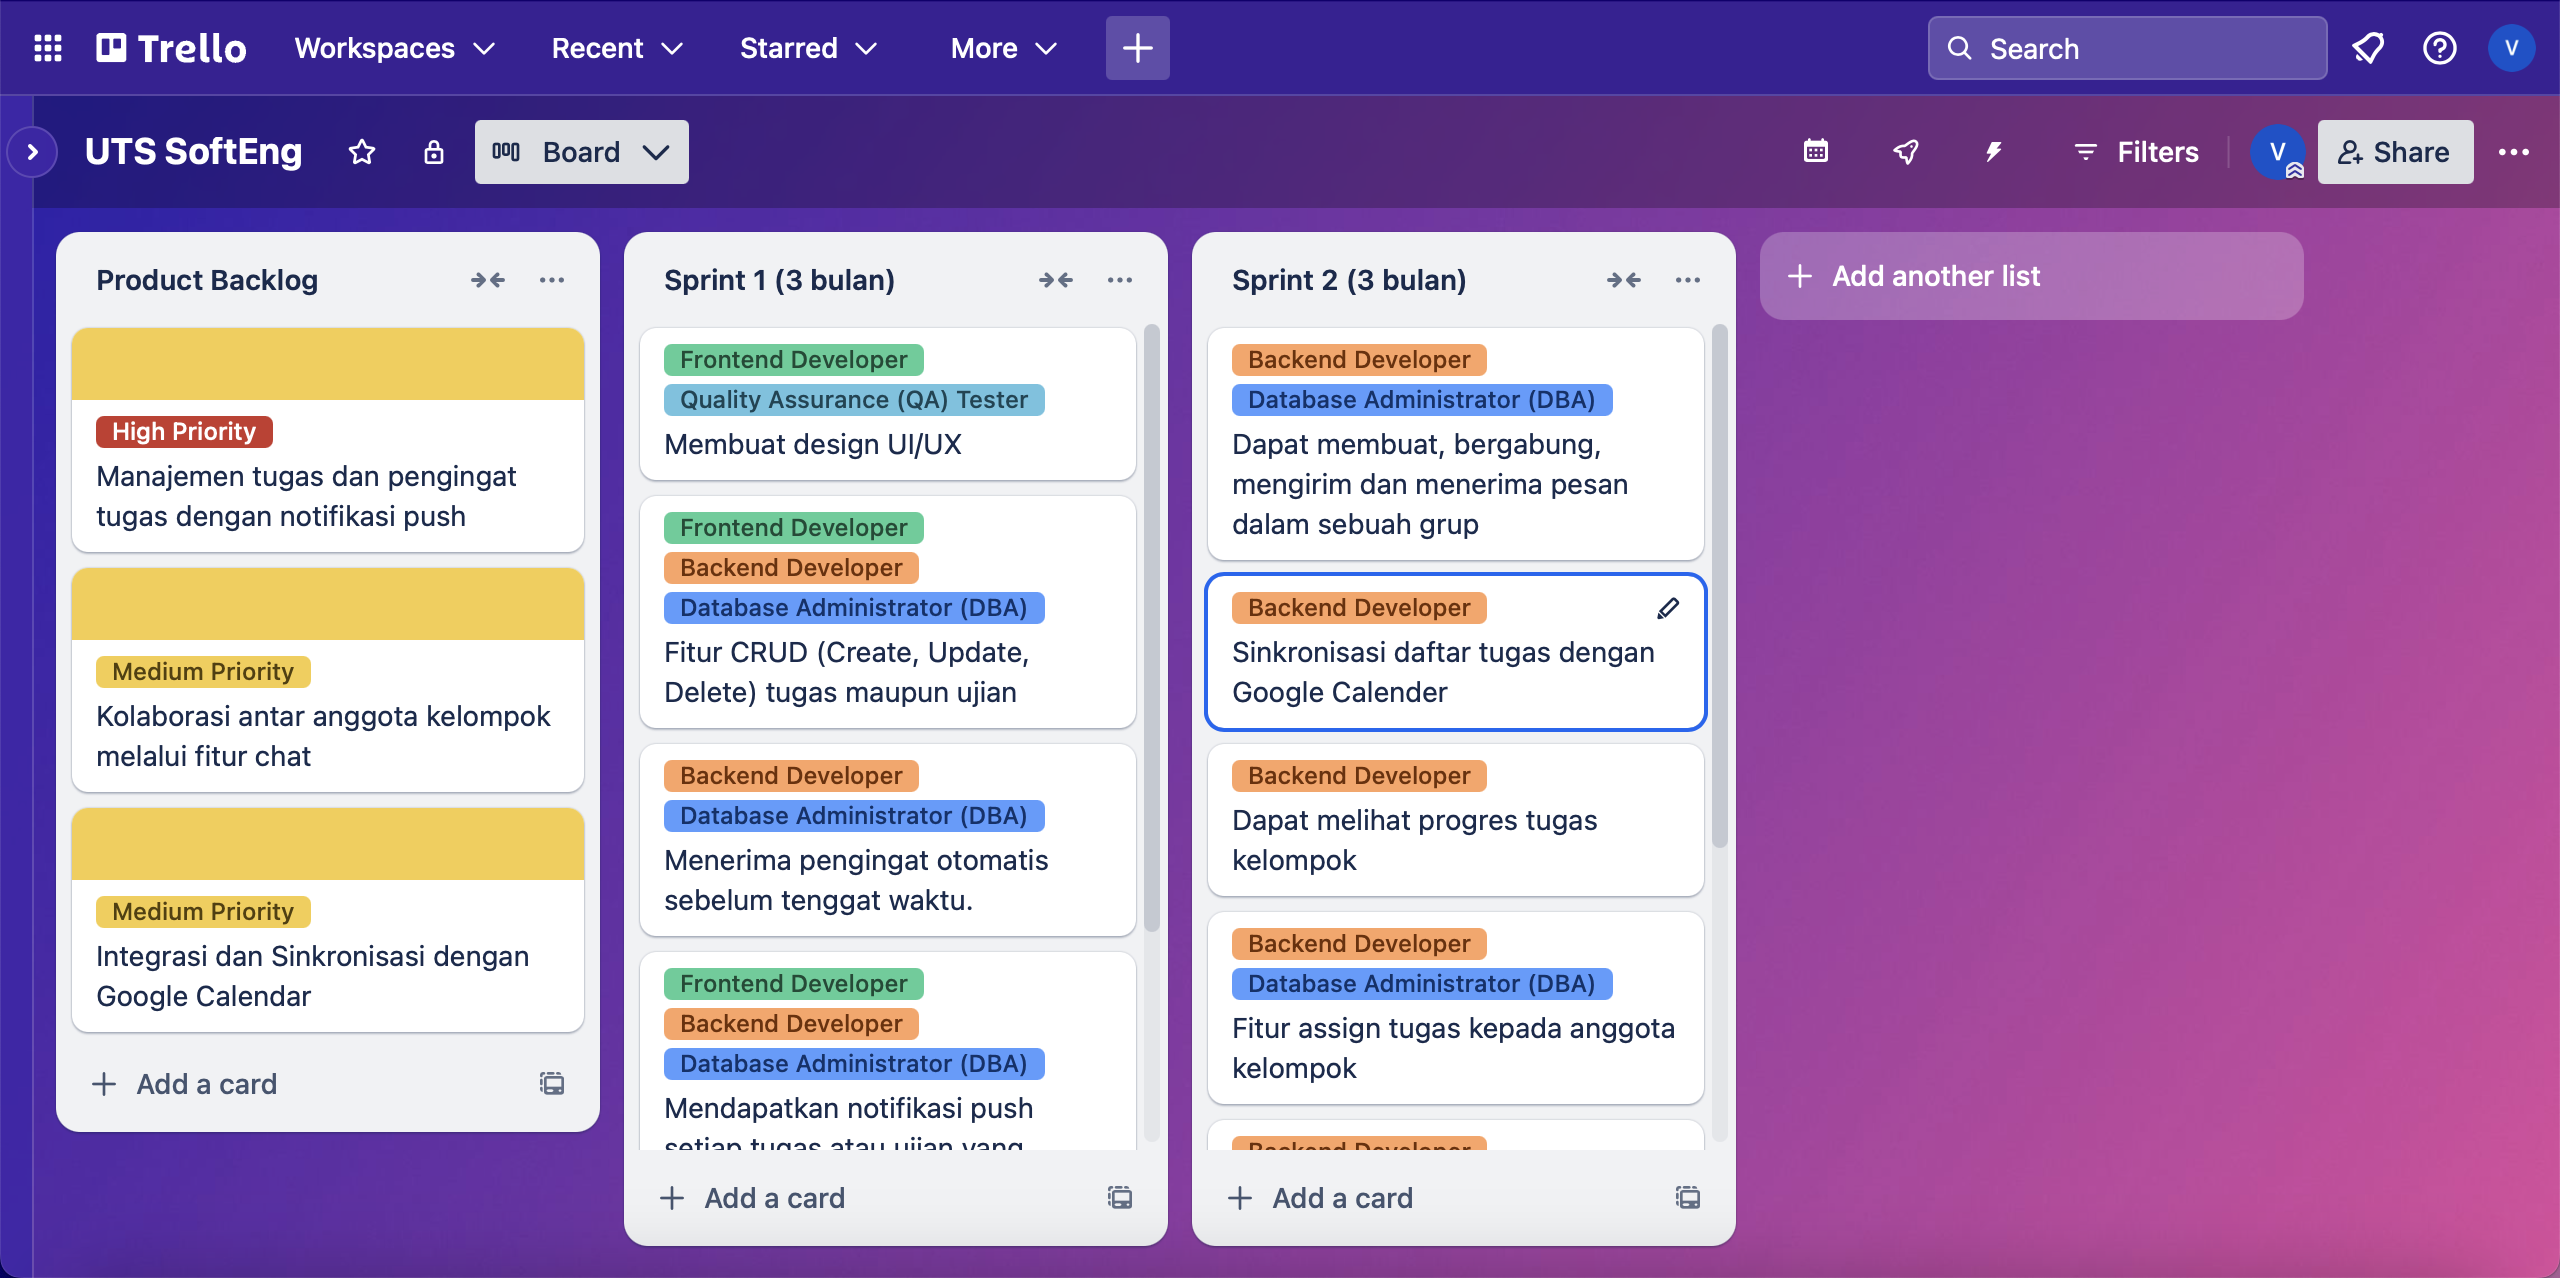 Trello
Workspaces
Recent
Starred
More
Search
V
UTS SoftEng
Board
Filters
V
Share
Product Backlog
High Priority
Manajemen tugas dan pengingat
tugas dengan notifikasi push
Medium Priority
Kolaborasi antar anggota kelompok
melalui fitur chat
Medium Priority
Integrasi dan Sinkronisasi dengan
Google Calendar
Add a card
Sprint 1 (3 bulan)
Frontend Developer
Quality Assurance (QA) Tester
Membuat design UI/UX
Frontend Developer
Backend Developer
Database Administrator (DBA)
Fitur CRUD (Create, Update,
Delete) tugas maupun ujian
Backend Developer
Database Administrator (DBA)
Menerima pengingat otomatis
sebelum tenggat waktu.
Frontend Developer
Backend Developer
Database Administrator (DBA)
Mendapatkan notifikasi push
setiap tugas atau ujian yang
Add a card
Sprint 2 (3 bulan)
Backend Developer
Database Administrator (DBA)
Dapat membuat, bergabung,
mengirim dan menerima pesan
dalam sebuah grup
Backend Developer
Sinkronisasi daftar tugas dengan
Google Calender
Backend Developer
Dapat melihat progres tugas
kelompok
Backend Developer
Database Administrator (DBA)
Fitur assign tugas kepada anggota
kelompok
Backend Developer
Add a card
Add another list